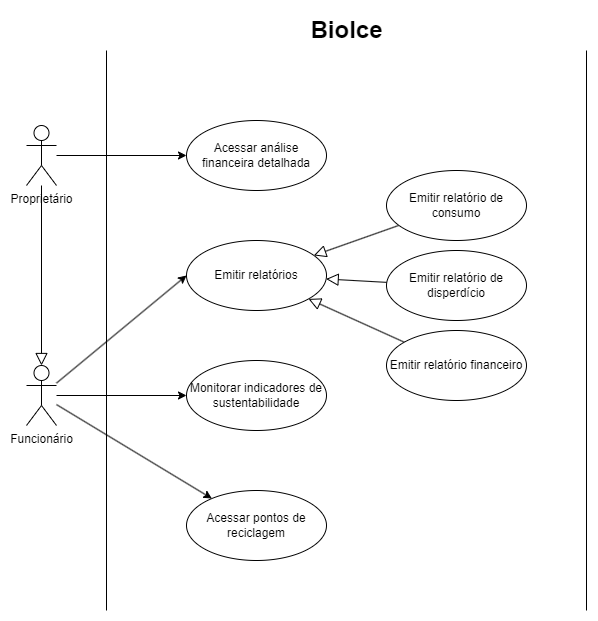 BioIce
Acessar análise
financeira detalhada
Proprietário
Emitir relatório de
consumo
Emitir relatórios
Emitir relatório de
disperdício
Emitir relatório financeiro
Monitorar indicadores de
sustentabilidade
Funcionário
Acessar pontos de
reciclagem